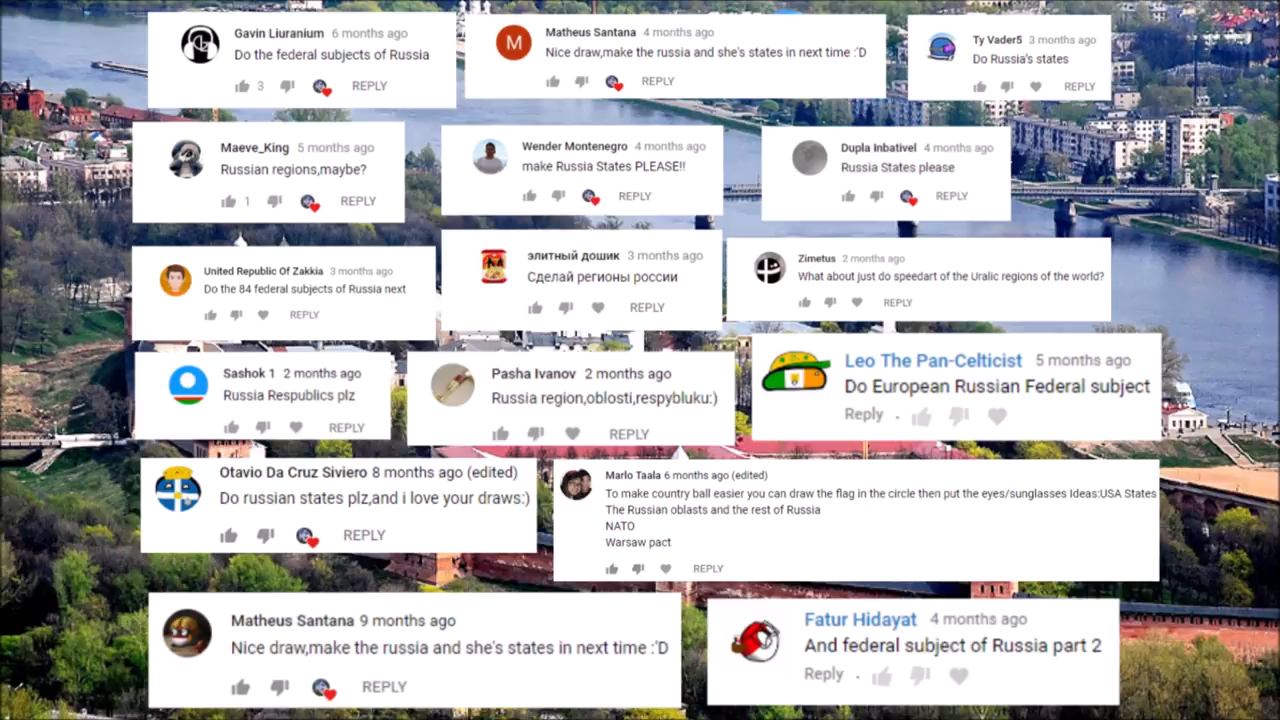 Gavin Liuranium 6 months ago
Do the federal subjects of Russia
3 REPLY
Matheus Santana 4 months ago
Nice draw,make the russia and she's states in next time :'D
REPLY
Ty Vader5 3 months ago
Do Russia's states
REPLY
Maeve_King 5 months ago
Russian regions,maybe?
1 REPLY
Wender Montenegro 4 months ago
make Russia States PLEASE!!
REPLY
Dupla Inbativel 4 months ago
Russia States please
REPLY
United Republic Of Zakkia 3 months ago
Do the 84 federal subjects of Russia next
REPLY
элитный дошик 3 months ago
Сделай регионы россии
REPLY
Zimetus 2 months ago
What about just do speedart of the Uralic regions of the world?
REPLY
Sashok 1 2 months ago
Russia Respublics plz
REPLY
Pasha Ivanov 2 months ago
Russia region,oblosti,respybluku:)
REPLY
Leo The Pan-Celticist 5 months ago
Do European Russian Federal subject
Reply .
Otavio Da Cruz Siviero 8 months ago (edited)
Do russian states plz,and i love your draws:)
REPLY
Marlo Taala 6 months ago (edited)
To make country ball easier you can draw the flag in the circle then put the eyes/sunglasses Ideas:USA States
The Russian oblasts and the rest of Russia
NATO
Warsaw pact
REPLY
Matheus Santana 9 months ago
Nice draw,make the russia and she's states in next time :'D
REPLY
Fatur Hidayat 4 months ago
And federal subject of Russia part 2
Reply .
M